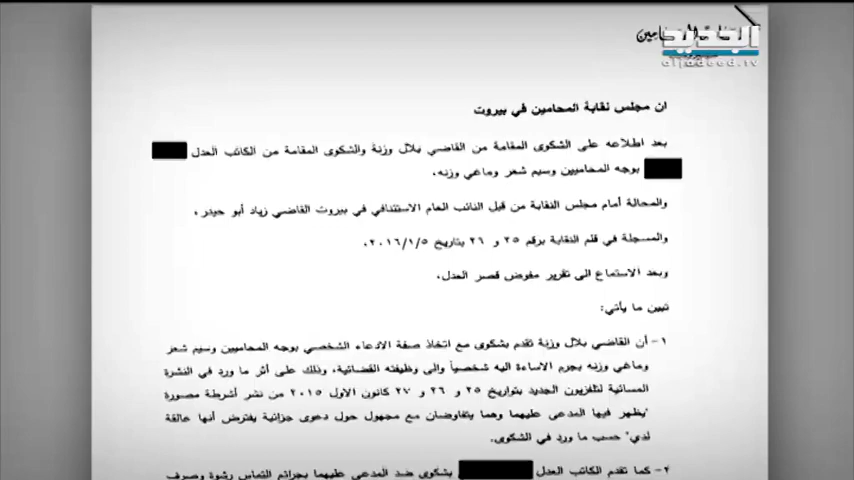 الجديد
aljadeed.tv
ان مجلس نقابة المحامين في بيروت
بعد اطلاعه على الشكوى المقامة من القاضي بلال وزنة والشكوى المقامة من الكاتب العدل
بوجه المحاميين وسيم شعر وماغي وزنه،
والمحالة أمام مجلس النقابة من قبل النائب العام الاستئنافي في بيروت القاضي زياد أبو حيدر،
والمسجلة في قلم النقابة برقم ٢٥ و ٢٦ بتاريخ ٢٠١٦/١/٥،
وبعد الاستماع الى تقرير مفوض قصر العدل،
تبين ما يأتي:
١- أن القاضي بلال وزنة تقدم بشكوى مع اتخاذ صفة الادعاء الشخصي بوجه المحاميين وسيم شعر
وماغي وزنه بجرم الاساءة اليه شخصياً والى وظيفته القضائية، وذلك على أثر ما ورد في النشرة
المسائية لتلفزيون الجديد بتواريخ ٢٥ و ٢٦ و ٢٧ كانون الاول ٢٠١٥ من نشر أشرطة مصورة
"يظهر فيها المدعى عليهما وهما يتفاوضان مع مجهول حول دعوى جزائية يفترض أنها عالقة
لدي" حسب ما ورد في الشكوى.
٢- كما تقدم الكاتب العدل بشكوى ضد المدعى عليهما بجرائم التماس رشوة وصرف